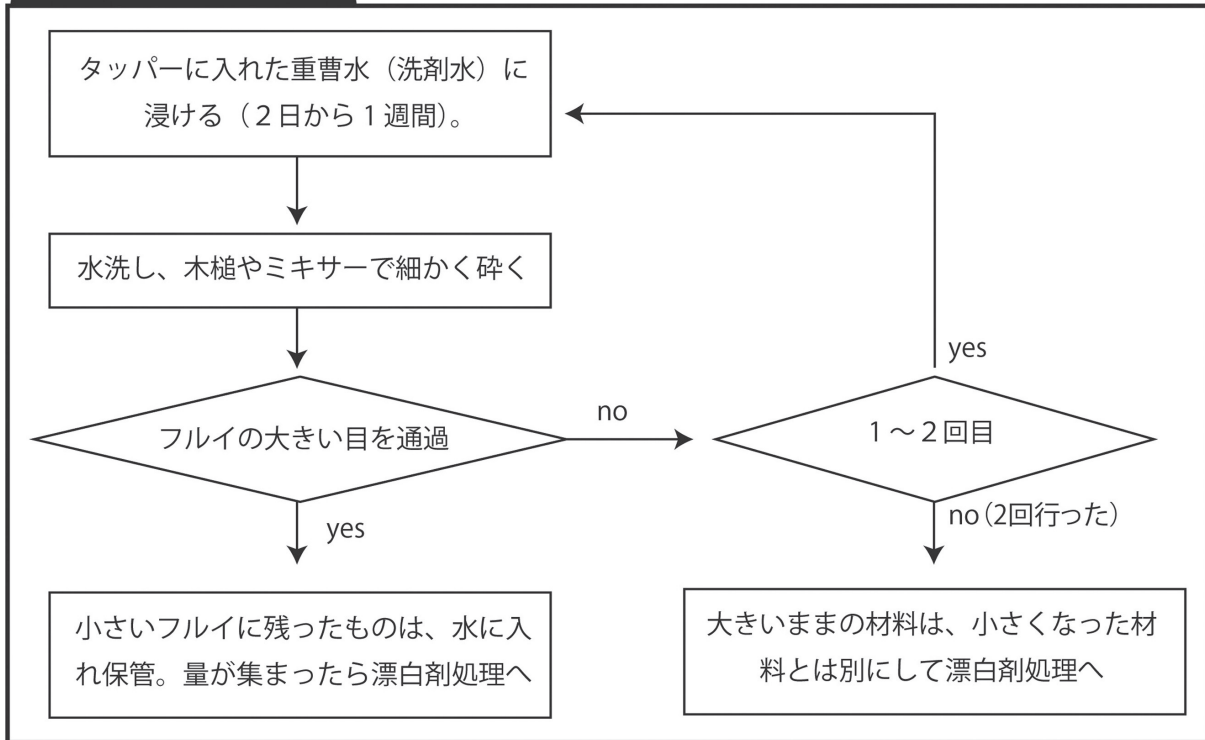 タッパーに入れた重曹水（洗剤水）に
浸ける（２日から１週間）。
水洗し、木槌やミキサーで細かく砕く
フルイの大きい目を通過
no
yes
１～２回目
yes
no（2回行った）
小さいフルイに残ったものは、水に入
れ保管。量が集まったら漂白剤処理へ
大きいままの材料は、小さくなった材
料とは別にして漂白剤処理へ